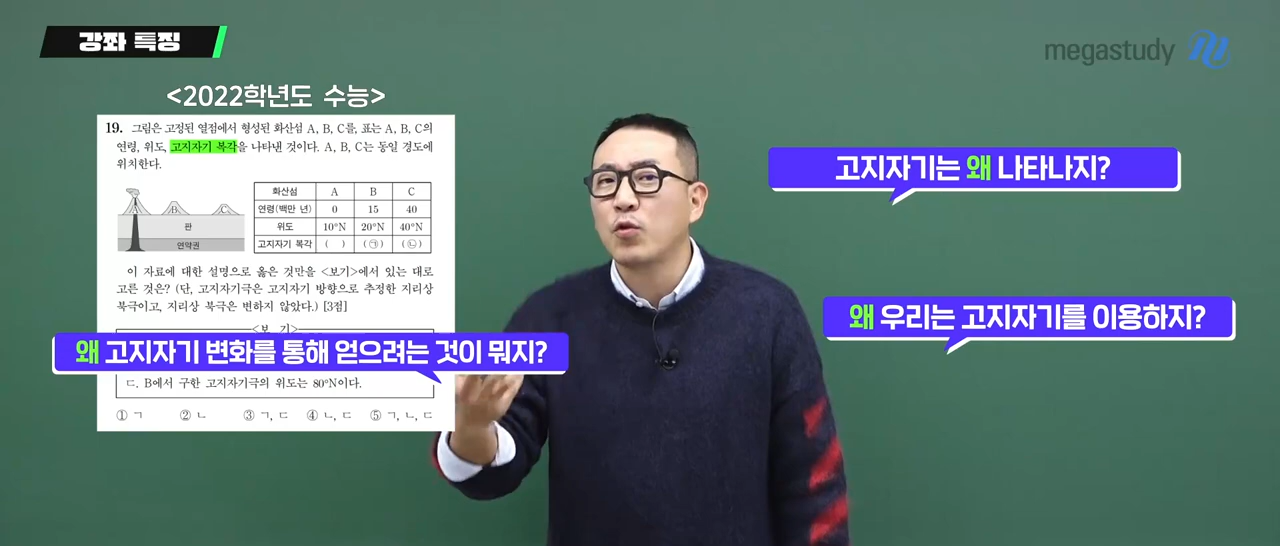 강좌 특징
megastudy
<2022학년도 수능>
19. 그림은 고정된 열점에서 형성된 화산섬 A, B, C를, 표는 A, B, C의
연령, 위도, 고지자기 복각을 나타낸 것이다. A, B, C는 동일 경도에
위치한다.
A B C
판
연약권
화산섬 A B C
연령(백만 년) 0 15 40
위도 10°N 20°N 40°N
고지자기 복각 ( ) (㉠) (㉡)
이 자료에 대한 설명으로 옳은 것만을 <보기>에서 있는 대로
고른 것은? (단, 고지자기극은 고지자기 방향으로 추정한 지리상
북극이고, 지리상 북극은 변하지 않았다.) [3점]
<보 기>
ㄷ. B에서 구한 고지자기극의 위도는 80°N이다.
① ㄱ ② ㄴ ③ ㄱ, ㄷ ④ ㄴ, ㄷ ⑤ ㄱ, ㄴ, ㄷ
고지자기는 왜 나타나지?
왜 우리는 고지자기를 이용하지?
왜 고지자기 변화를 통해 얻으려는 것이 뭐지?